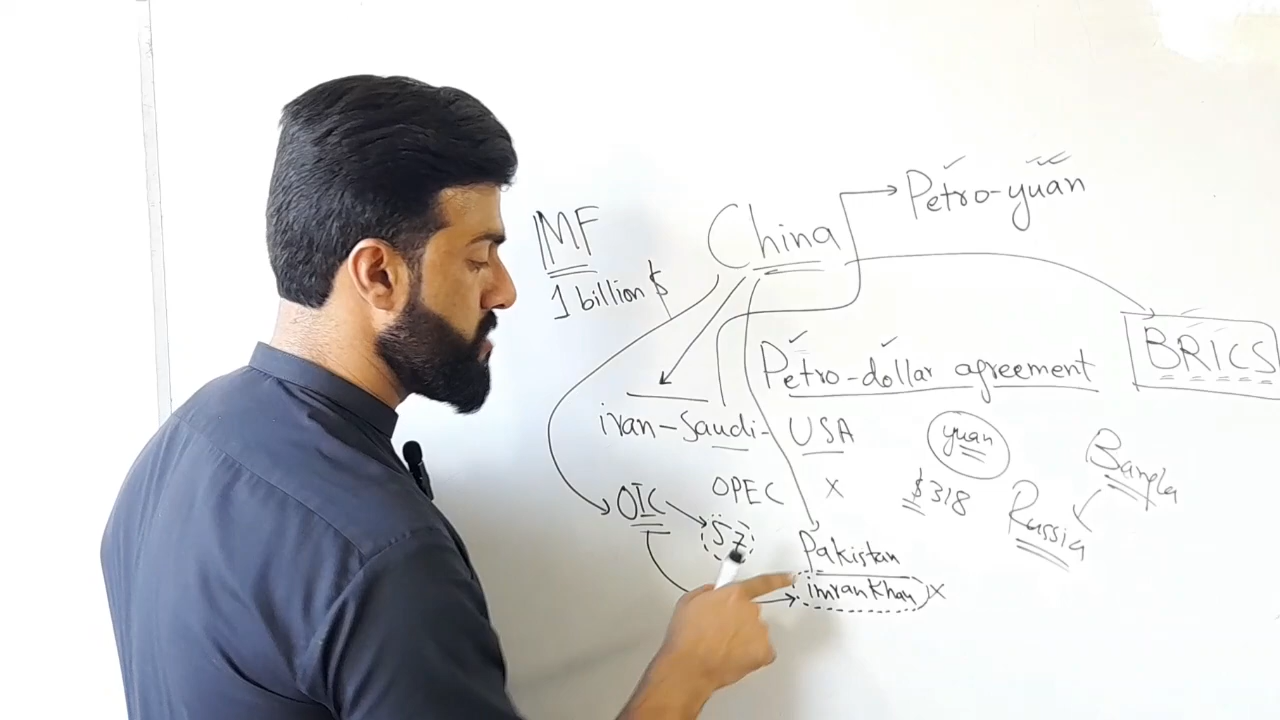 IMF
1 billion $
China
Petro-yuan
Petro-dollar agreement
BRICS
iran-Saudi-USA
yuan
Bangla
OPEC X
$318
Russia
OIC
57
Pakistan
imran Khan X